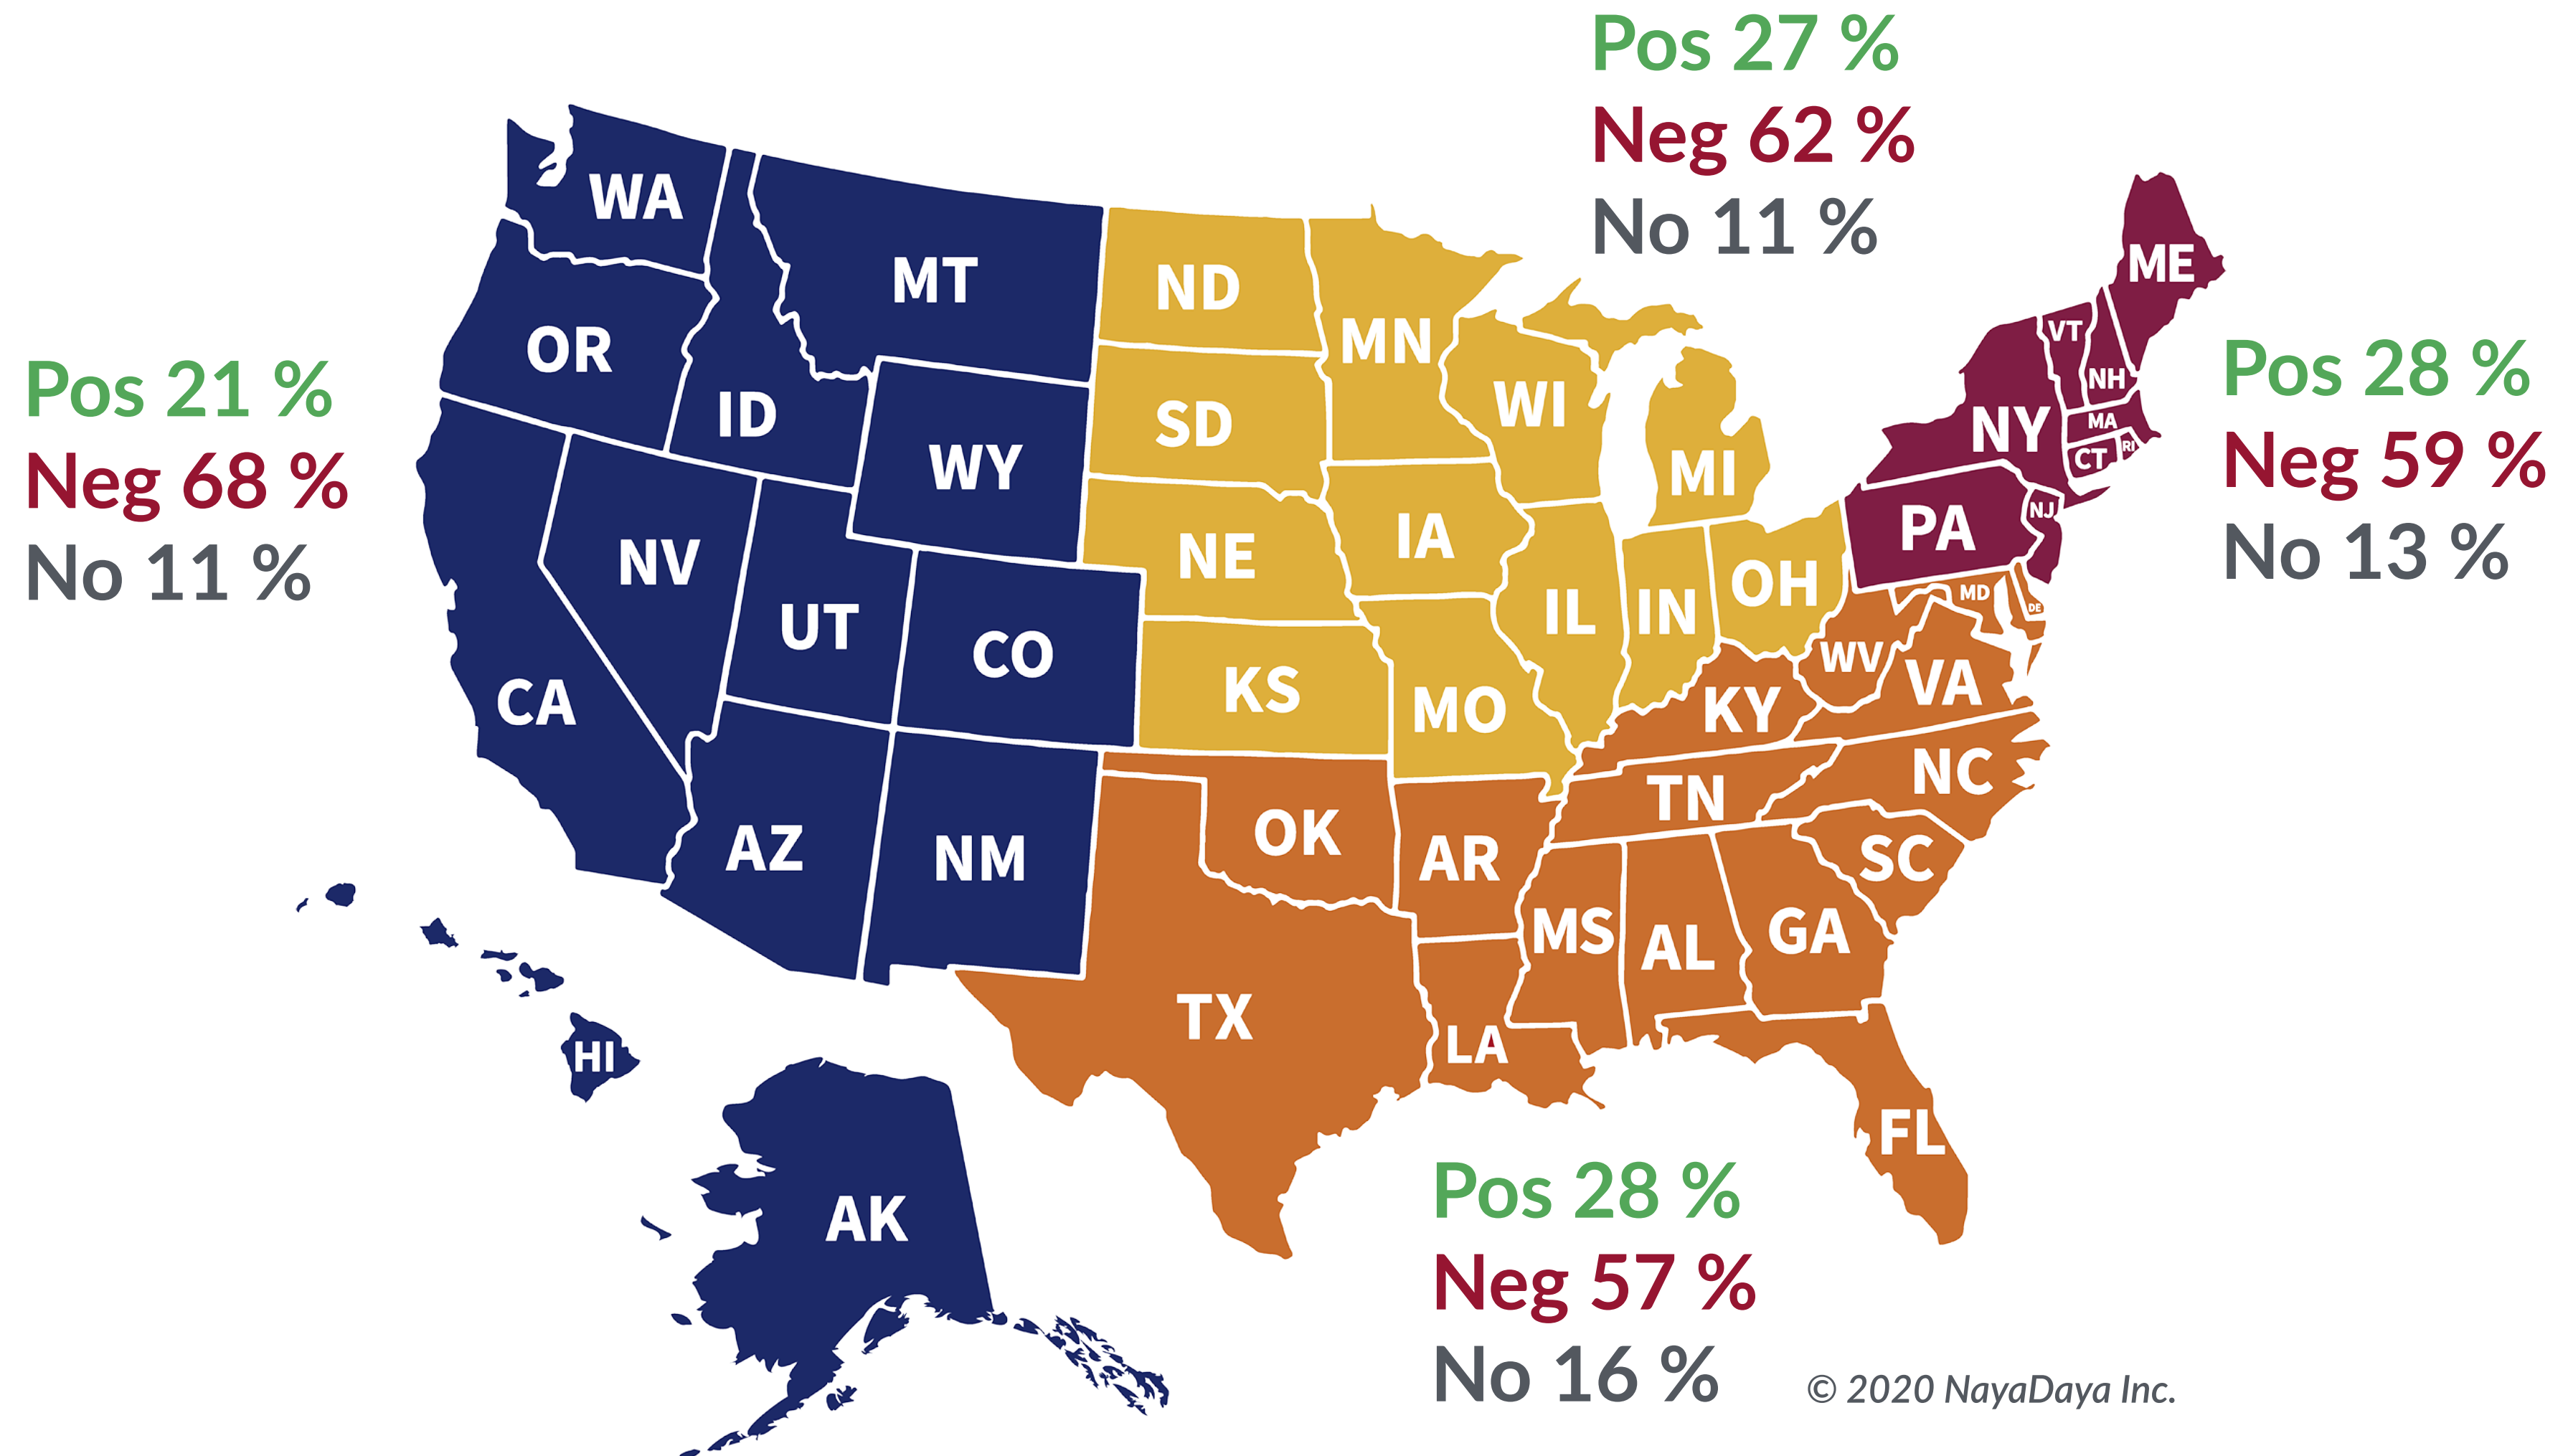 Pos 27 %
Neg 62 %
No 11 %
Pos 21 %
Neg 68 %
No 11 %
Pos 28 %
Neg 59 %
No 13 %
Pos 28 %
Neg 57 %
No 16 %
WA
OR
MT
ID
WY
CA
NV
UT
CO
AZ
NM
HI
AK
ND
SD
NE
KS
MN
WI
MI
IA
IL
IN
OH
MO
ME
VT
NH
NY
MA
CT
RI
PA
NJ
MD
DE
WV
VA
KY
TN
NC
SC
OK
AR
TX
LA
MS
AL
GA
FL
© 2020 NayaDaya Inc.